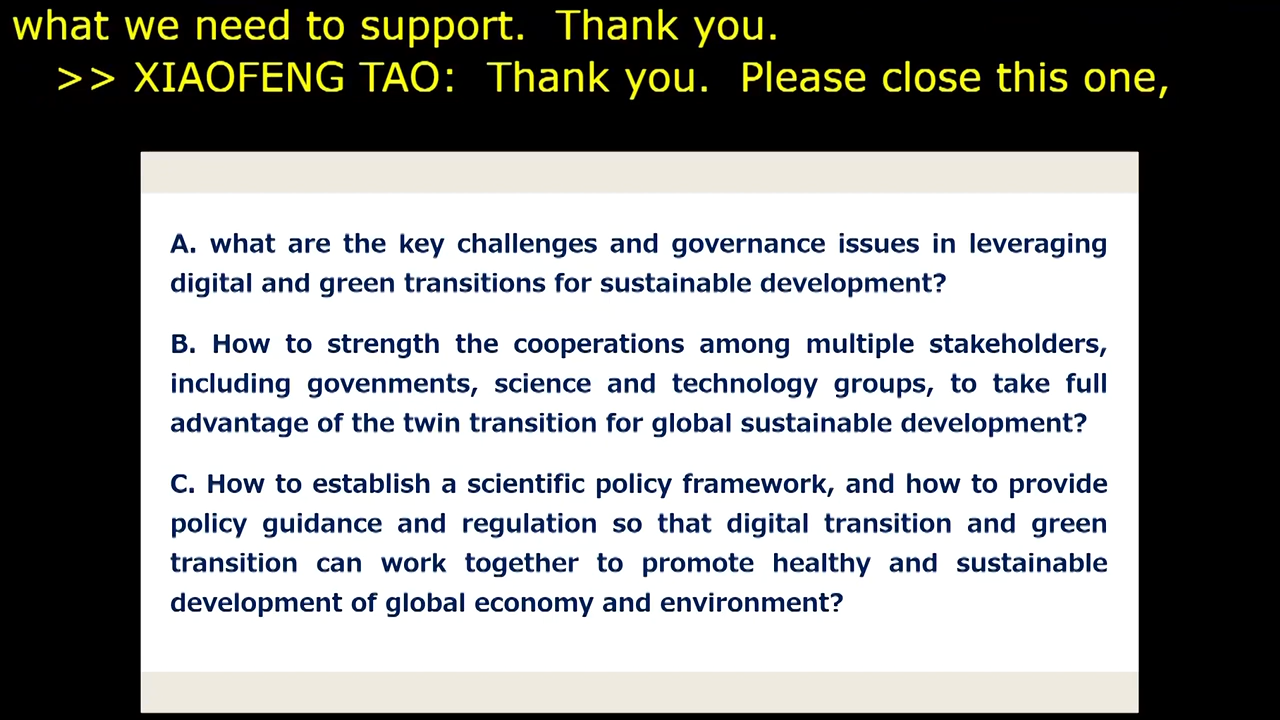 what we need to support.  Thank you.
>> XIAOFENG TAO:  Thank you.  Please close this one,
A. what are the key challenges and governance issues in leveraging
digital and green transitions for sustainable development?
B. How to strength the cooperations among multiple stakeholders,
including govenments, science and technology groups, to take full
advantage of the twin transition for global sustainable development?
C. How to establish a scientific policy framework, and how to provide
policy guidance and regulation so that digital transition and green
transition can work together to promote healthy and sustainable
development of global economy and environment?